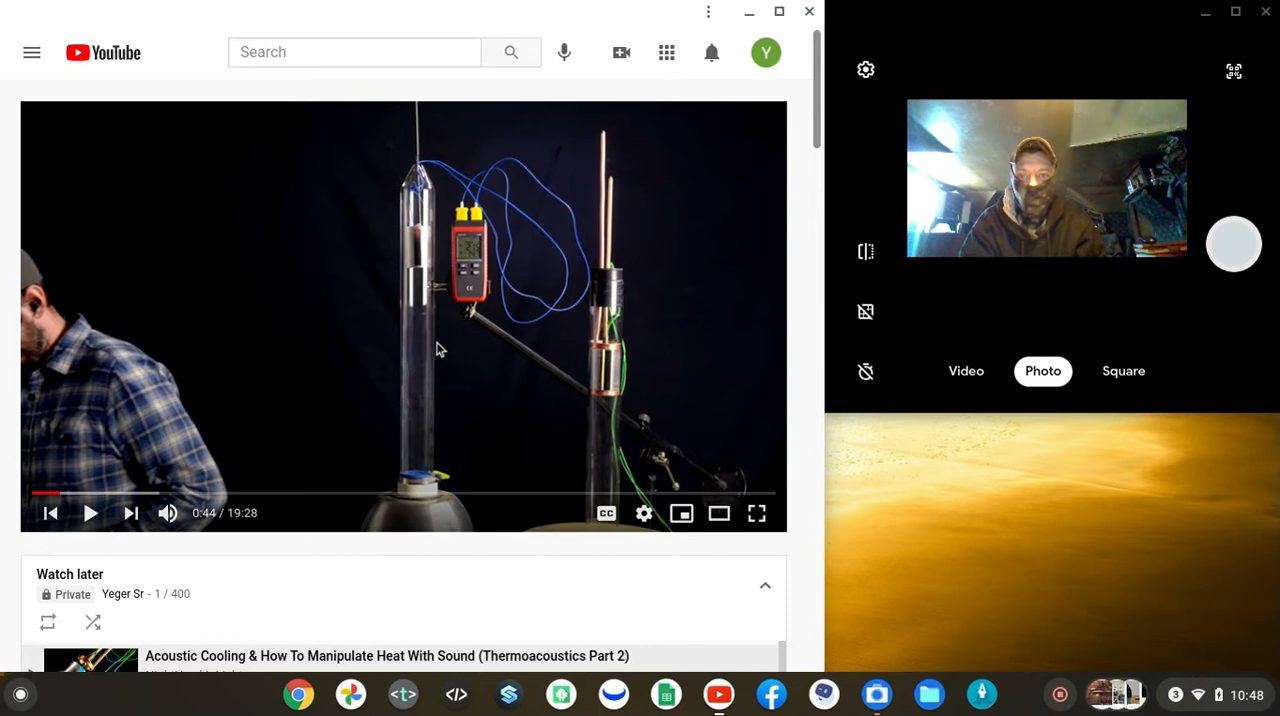 YouTube
Search
Y
0:44 / 19:28
CC
Watch later
Private Yeger Sr - 1 / 400
Acoustic Cooling & How To Manipulate Heat With Sound (Thermoacoustics Part 2)
Video Photo Square
<t> </> 3 10:48